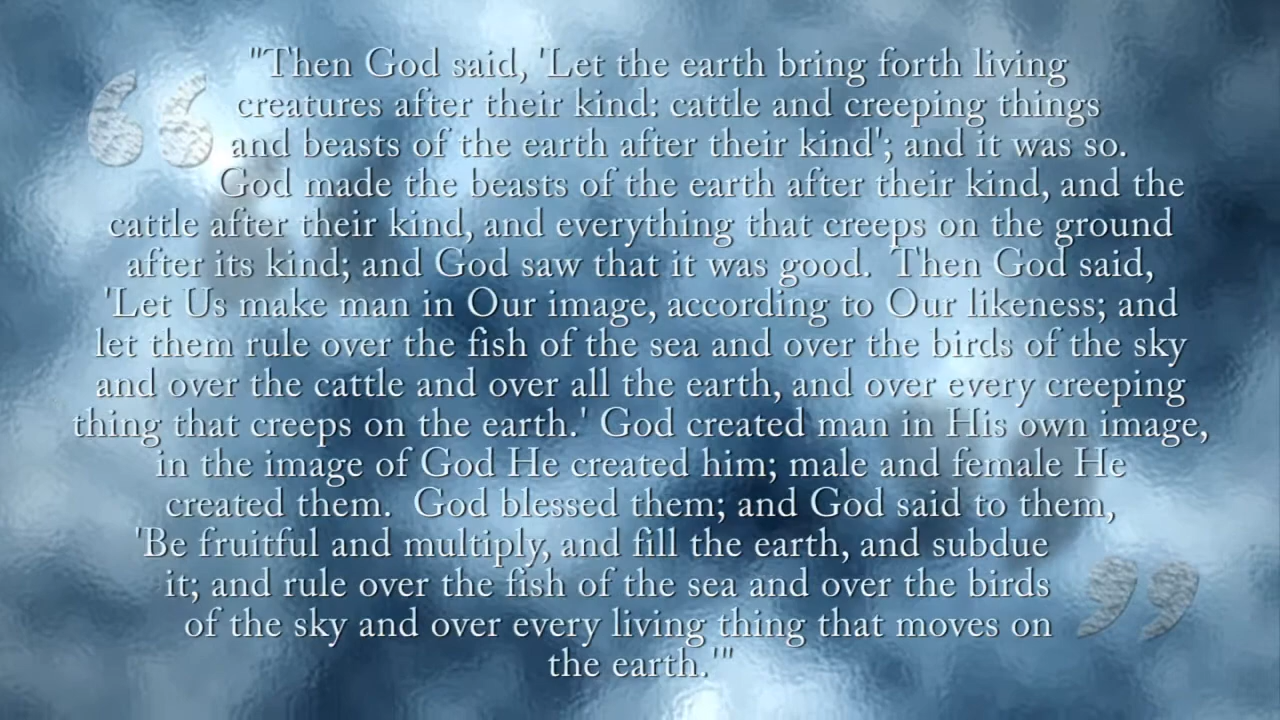 "Then God said, 'Let the earth bring forth living
creatures after their kind: cattle and creeping things
and beasts of the earth after their kind'; and it was so.
God made the beasts of the earth after their kind, and the
cattle after their kind, and everything that creeps on the ground
after its kind; and God saw that it was good.  Then God said,
'Let Us make man in Our image, according to Our likeness; and
let them rule over the fish of the sea and over the birds of the sky
and over the cattle and over all the earth, and over every creeping
thing that creeps on the earth.' God created man in His own image,
in the image of God He created him; male and female He
created them.  God blessed them; and God said to them,
'Be fruitful and multiply, and fill the earth, and subdue
it; and rule over the fish of the sea and over the birds
of the sky and over every living thing that moves on
the earth.'"